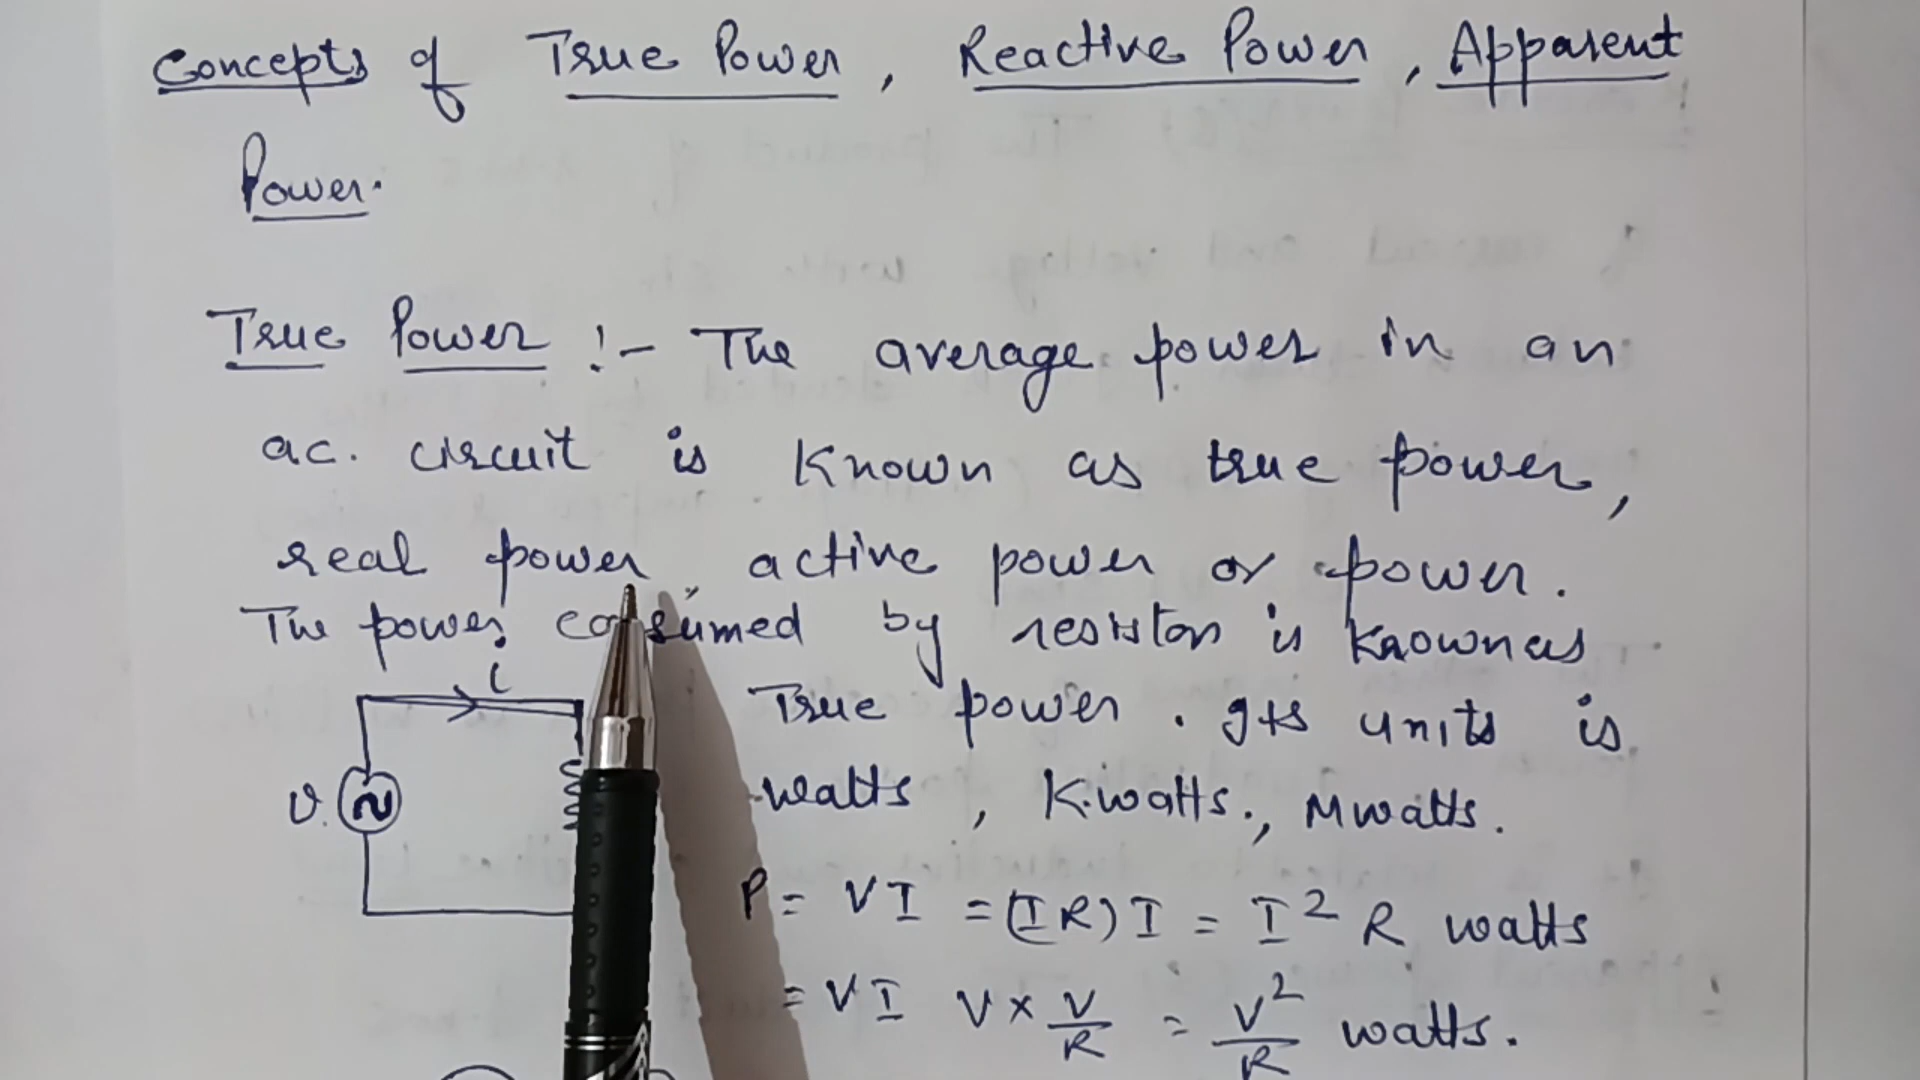 Concepts of True Power, Reactive Power, Apparent
Power.
True Power :- The average power in an
ac. circuit is known as true power,
real power, active power or power.
The power consumed by resistor is known as
i
True power. Its units is
v.
watts, K.watts., Mwatts.
P = VI = (IR)I = I² R watts
= VI V × V/R = V²/R watts.